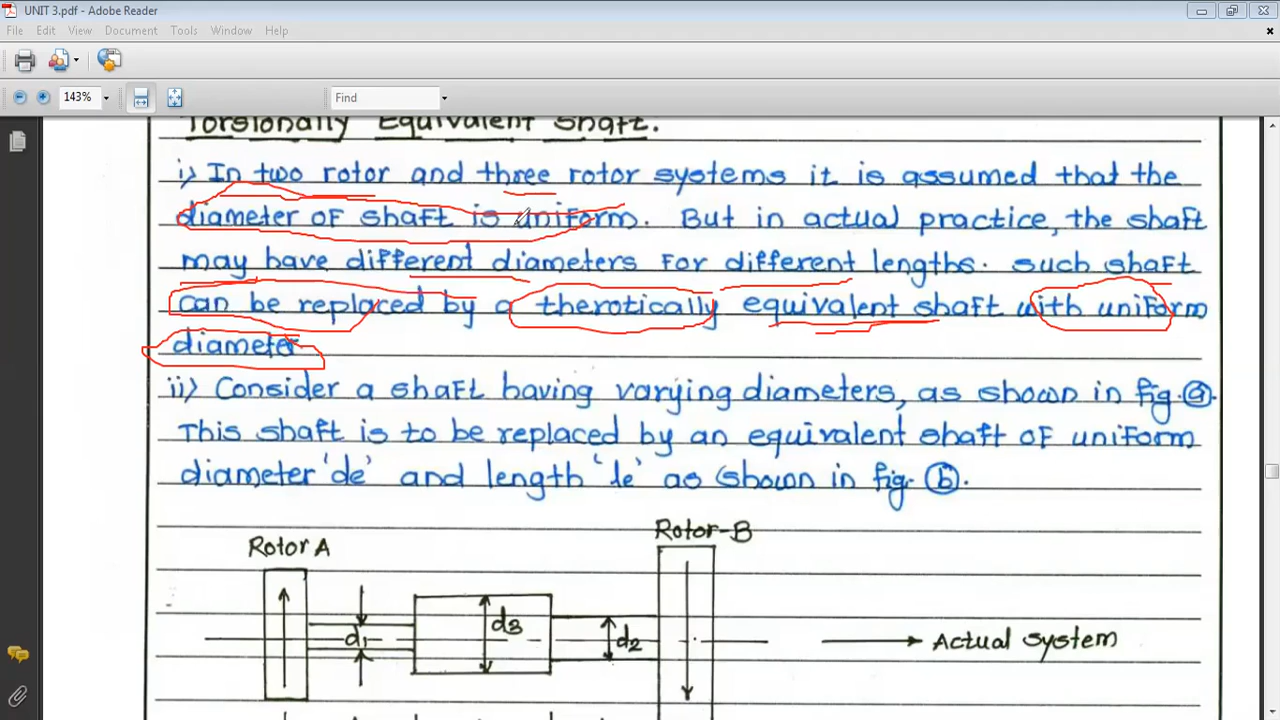 UNIT 3.pdf - Adobe Reader
File Edit View Document Tools Window Help
143% Find
Torsionally Equivalent Shaft.
i) In two rotor and three rotor systems it is assumed that the
diameter of shaft is uniform. But in actual practice, the shaft
may have different diameters for different lengths. Such shaft
can be replaced by a therotically equivalent shaft with uniform
diameter
ii) Consider a shaft having varying diameters, as shown in fig. (a).
This shaft is to be replaced by an equivalent shaft of uniform
diameter 'de' and length 'le' as shown in fig. (b).
Rotor A
Rotor-B
d1
d3
d2
Actual system